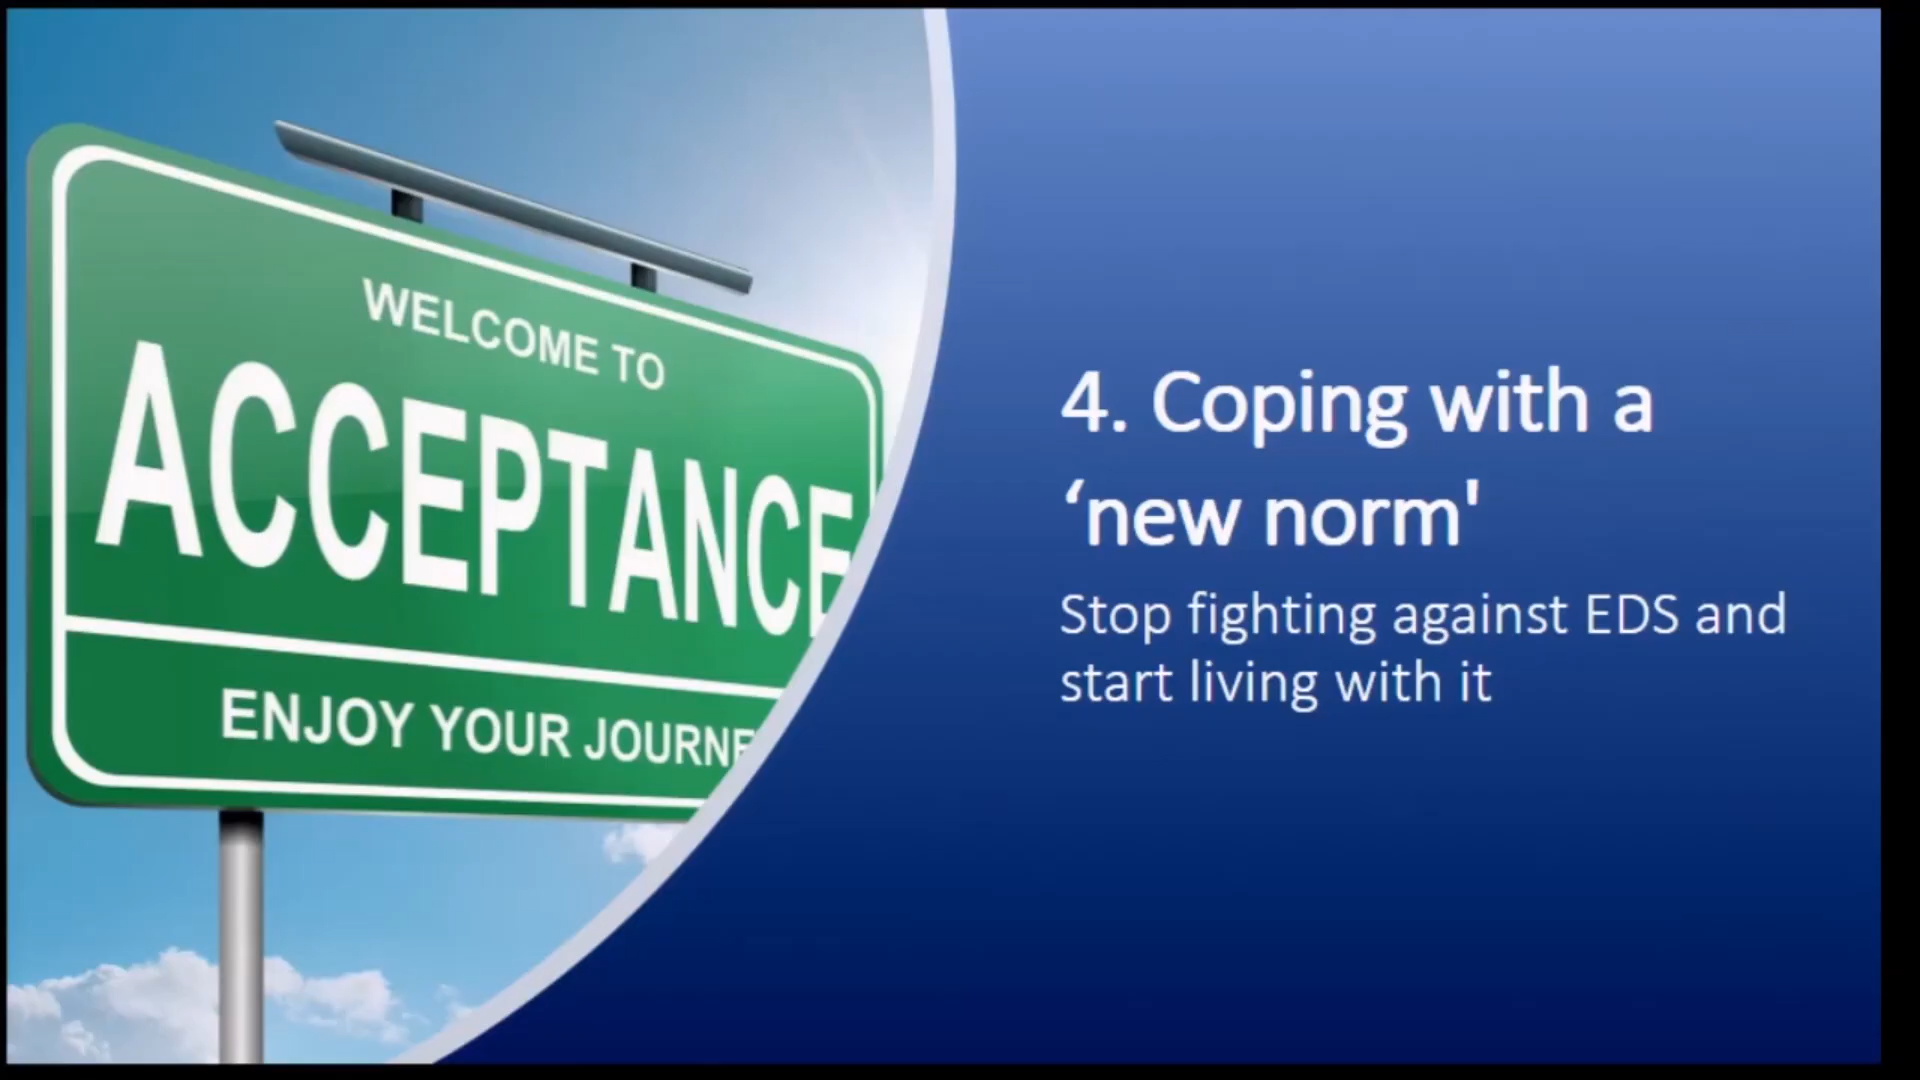 WELCOME TO
ACCEPTANCE
ENJOY YOUR JOURNE
4. Coping with a
‘new norm'
Stop fighting against EDS and
start living with it